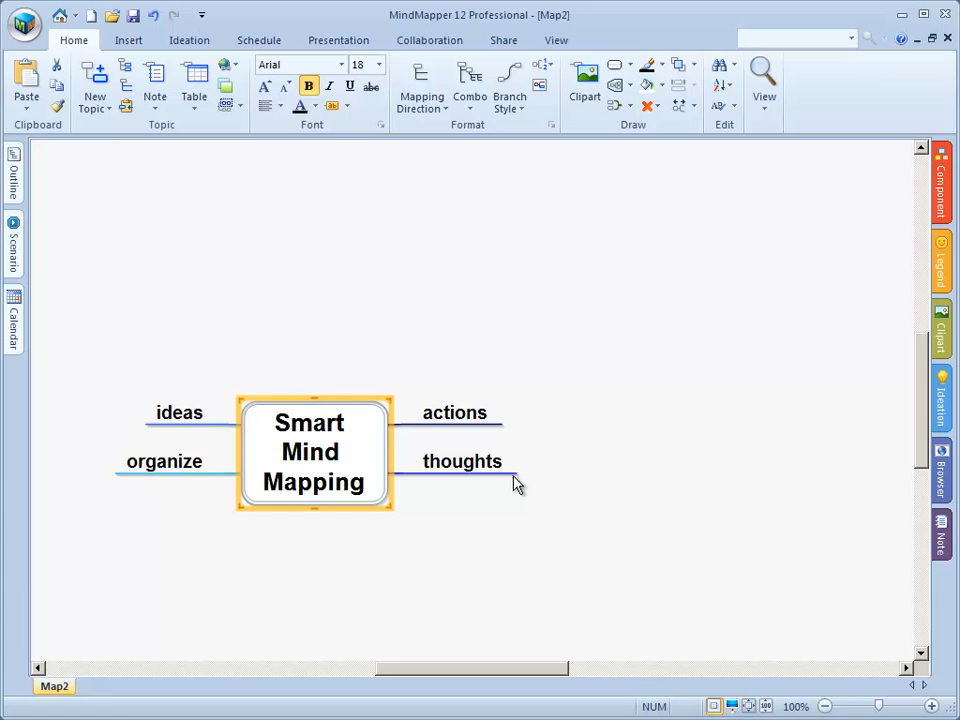 MindMapper 12 Professional - [Map2]
Home Insert Ideation Schedule Presentation Collaboration Share View
Arial 18
Paste New Topic Note Table B I U abc Mapping Direction Combo Branch Style Clipart View
Clipboard Topic Font Format Draw Edit
Outline
Scenario
Calendar
Component
Legend
Clipart
Ideation
Browser
Note
ideas
organize
Smart
Mind
Mapping
actions
thoughts
Map2
NUM 100%